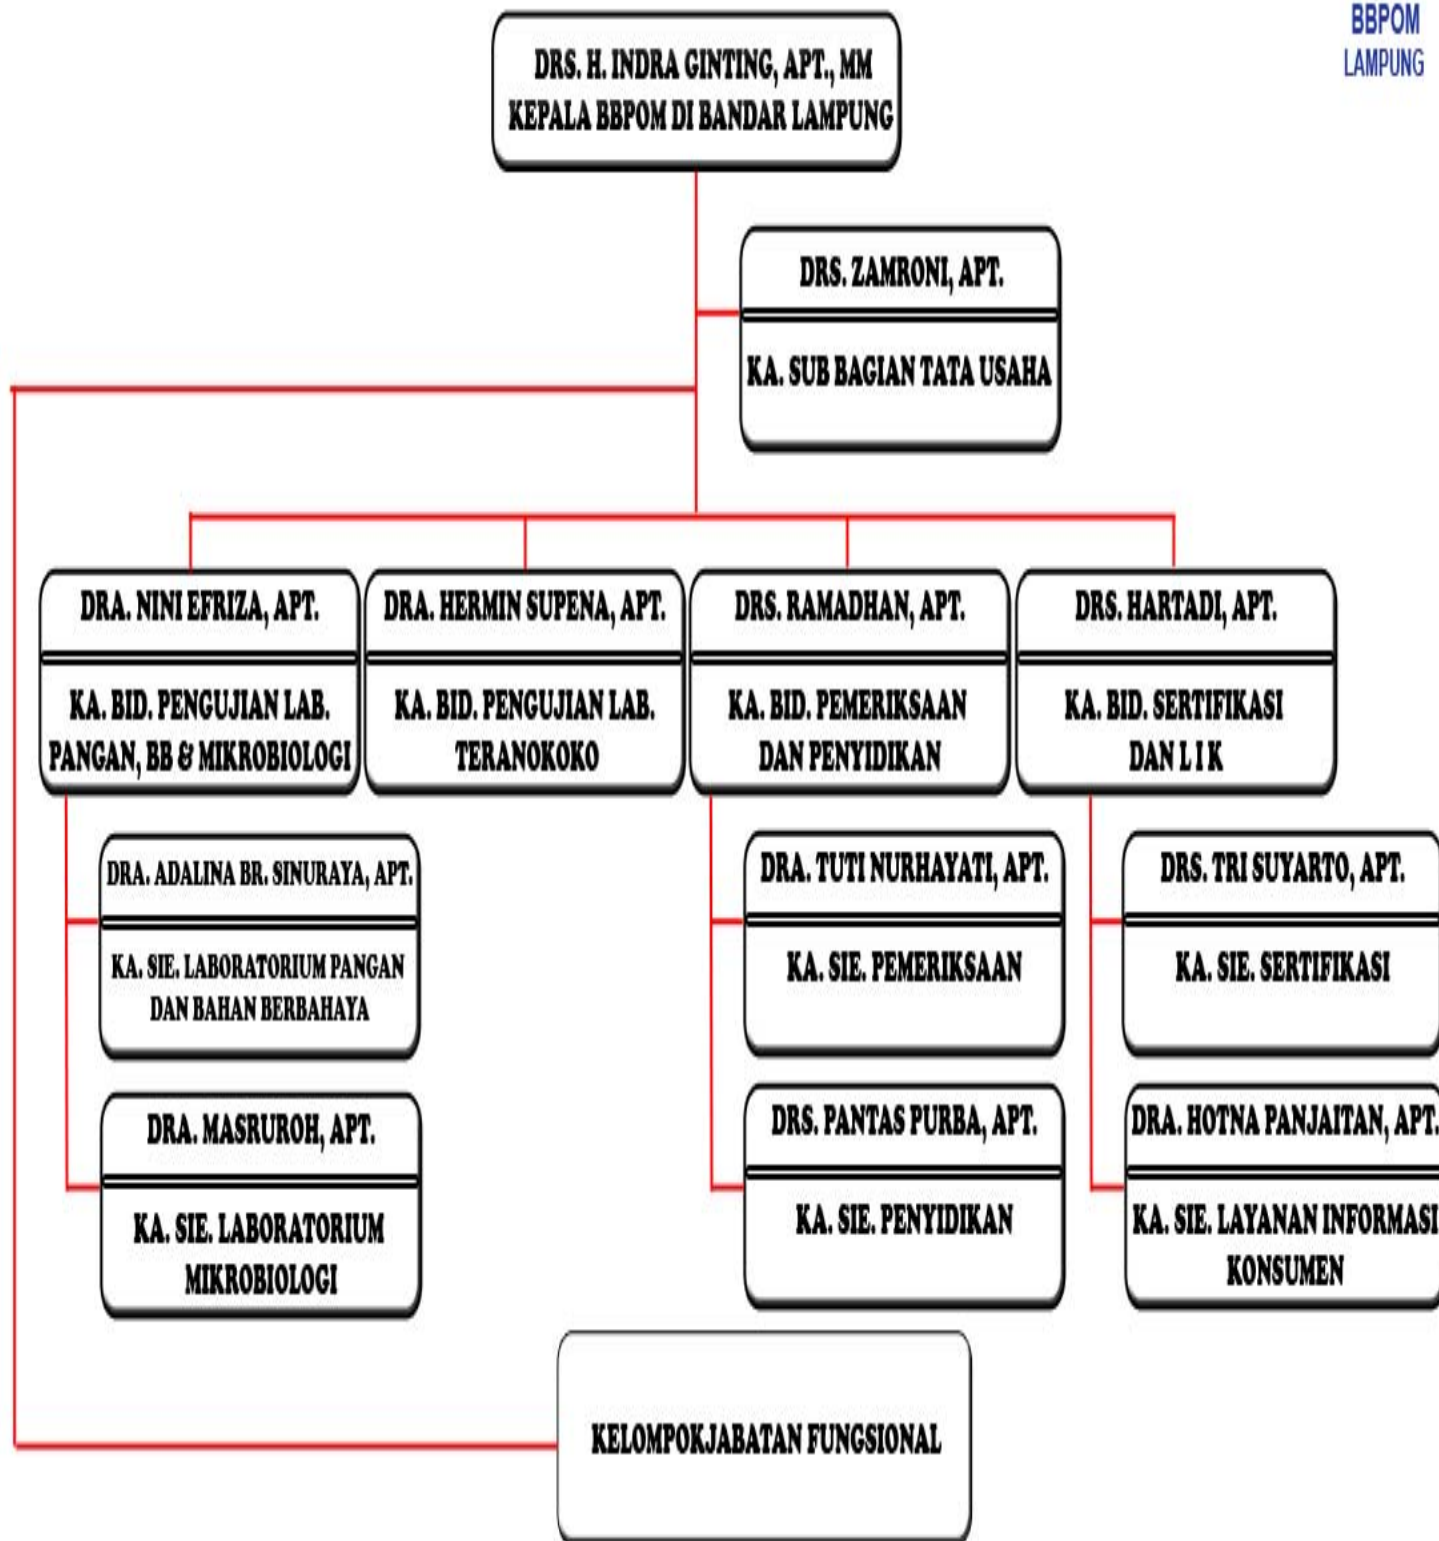 BBPOM
LAMPUNG
DRS. H. INDRA GINTING, APT., MM
KEPALA BBPOM DI BANDAR LAMPUNG
DRS. ZAMRONI, APT.
KA. SUB BAGIAN TATA USAHA
DRA. NINI EFRIZA, APT.
KA. BID. PENGUJIAN LAB.
PANGAN, BB & MIKROBIOLOGI
DRA. HERMIN SUPENA, APT.
KA. BID. PENGUJIAN LAB.
TERANOKOKO
DRS. RAMADHAN, APT.
KA. BID. PEMERIKSAAN
DAN PENYIDIKAN
DRS. HARTADI, APT.
KA. BID. SERTIFIKASI
DAN L I K
DRA. ADALINA BR. SINURAYA, APT.
KA. SIE. LABORATORIUM PANGAN
DAN BAHAN BERBAHAYA
DRA. TUTI NURHAYATI, APT.
KA. SIE. PEMERIKSAAN
DRS. TRI SUYARTO, APT.
KA. SIE. SERTIFIKASI
DRA. MASRUROH, APT.
KA. SIE. LABORATORIUM
MIKROBIOLOGI
DRS. PANTAS PURBA, APT.
KA. SIE. PENYIDIKAN
DRA. HOTNA PANJAITAN, APT.
KA. SIE. LAYANAN INFORMASI
KONSUMEN
KELOMPOKJABATAN FUNGSIONAL